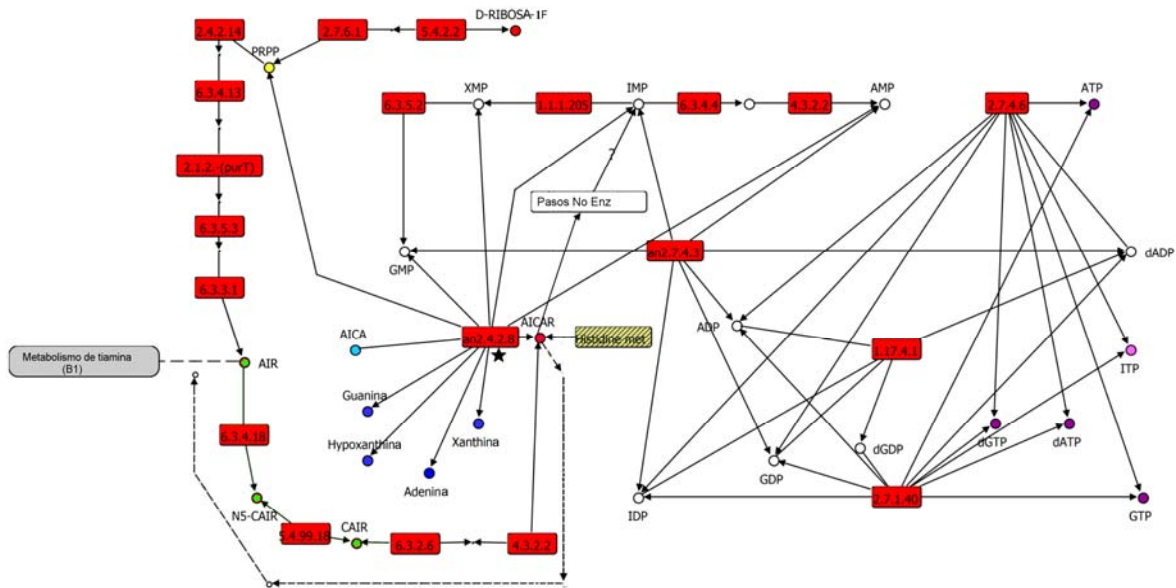 D-RIBOSA-1F
2.4.2.14
2.7.6.1
5.4.2.2
PRPP
6.3.4.13
XMP
IMP
AMP
ATP
6.3.5.2
1.1.1.205
6.3.4.4
4.3.2.2
2.7.4.6
2.1.2.-(purT)
?
Pasos No Enz
6.3.5.3
GMP
an2.7.4.3
dADP
6.3.3.1
AICA
an2.4.2.8
AICAR
Histidine met
ADP
1.17.4.1
ITP
Metabolismo de tiamina
(B1)
AIR
Guanina
Hypoxanthina
Xanthina
Adenina
6.3.4.18
dGTP
dATP
dGDP
GDP
N5-CAIR
IDP
2.7.1.40
GTP
5.4.99.18
CAIR
6.3.2.6
4.3.2.2